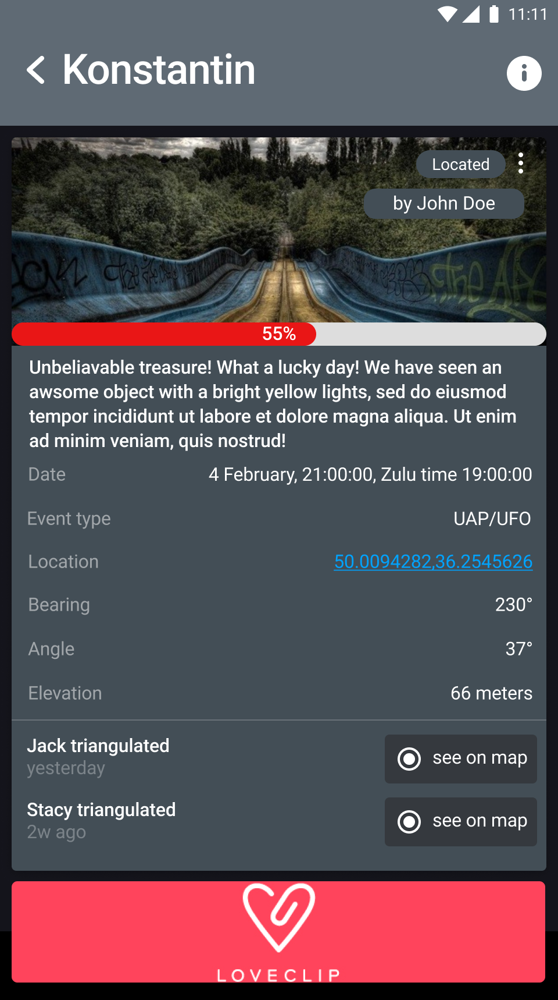 11:11
Konstantin
Located
by John Doe
55%
Unbeliavable treasure! What a lucky day! We have seen an
awsome object with a bright yellow lights, sed do eiusmod
tempor incididunt ut labore et dolore magna aliqua. Ut enim
ad minim veniam, quis nostrud!
Date 4 February, 21:00:00, Zulu time 19:00:00
Event type UAP/UFO
Location 50.0094282,36.2545626
Bearing 230°
Angle 37°
Elevation 66 meters
Jack triangulated
yesterday
see on map
Stacy triangulated
2w ago
see on map
LOVECLIP